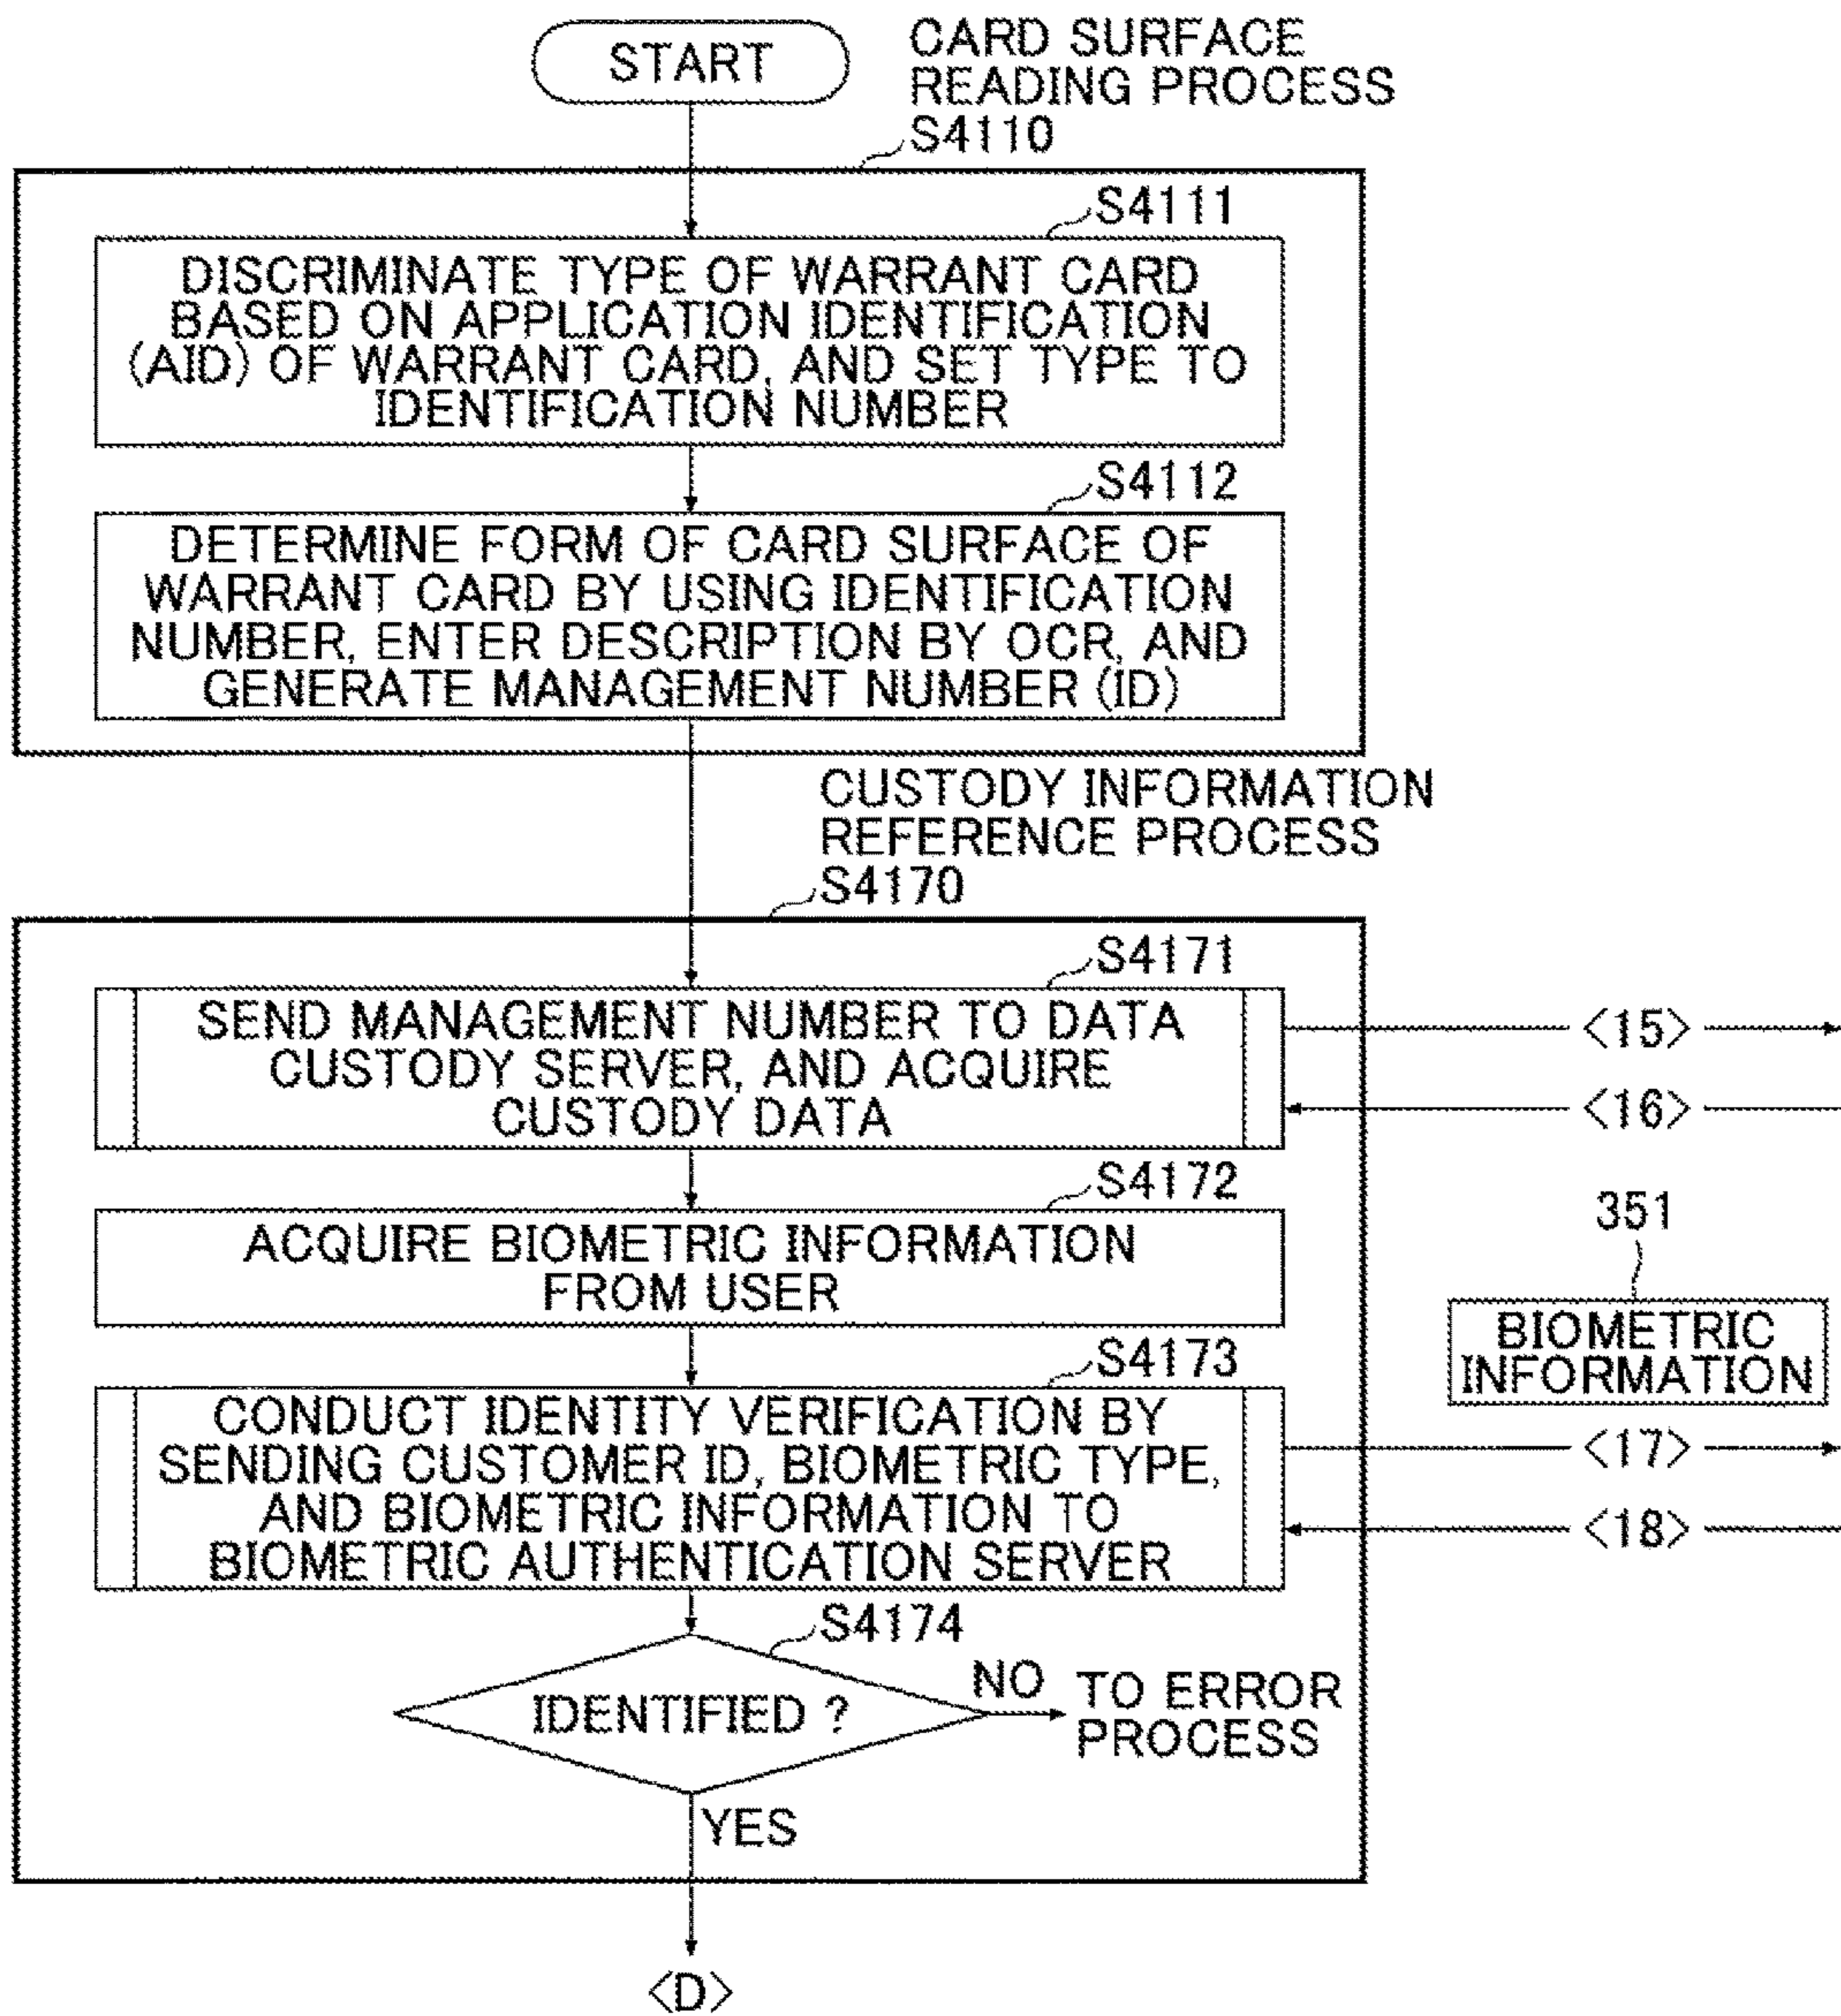 START
CARD SURFACE
READING PROCESS
S4110
S4111
DISCRIMINATE TYPE OF WARRANT CARD
BASED ON APPLICATION IDENTIFICATION
(AID) OF WARRANT CARD, AND SET TYPE TO
IDENTIFICATION NUMBER
S4112
DETERMINE FORM OF CARD SURFACE OF
WARRANT CARD BY USING IDENTIFICATION
NUMBER, ENTER DESCRIPTION BY OCR, AND
GENERATE MANAGEMENT NUMBER (ID)
CUSTODY INFORMATION
REFERENCE PROCESS
S4170
S4171
SEND MANAGEMENT NUMBER TO DATA
CUSTODY SERVER, AND ACQUIRE
CUSTODY DATA
<15>
<16>
S4172
ACQUIRE BIOMETRIC INFORMATION
FROM USER
351
BIOMETRIC
INFORMATION
S4173
CONDUCT IDENTITY VERIFICATION BY
SENDING CUSTOMER ID, BIOMETRIC TYPE,
AND BIOMETRIC INFORMATION TO
BIOMETRIC AUTHENTICATION SERVER
<17>
<18>
S4174
IDENTIFIED ?
NO
TO ERROR
PROCESS
YES
<D>